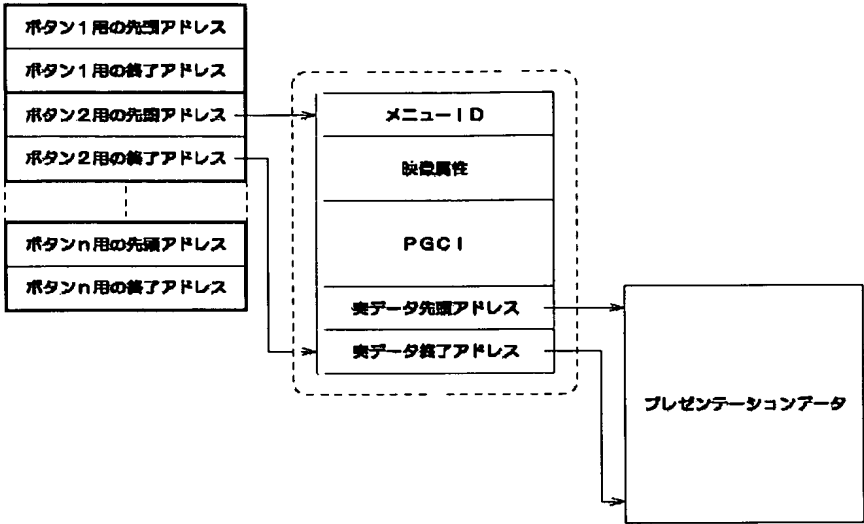 ボタン1用の先頭アドレス
ボタン1用の終了アドレス
ボタン2用の先頭アドレス
ボタン2用の終了アドレス
ボタンn用の先頭アドレス
ボタンn用の終了アドレス
メニューID
映像属性
PGCI
実データ先頭アドレス
実データ終了アドレス
プレゼンテーションデータ